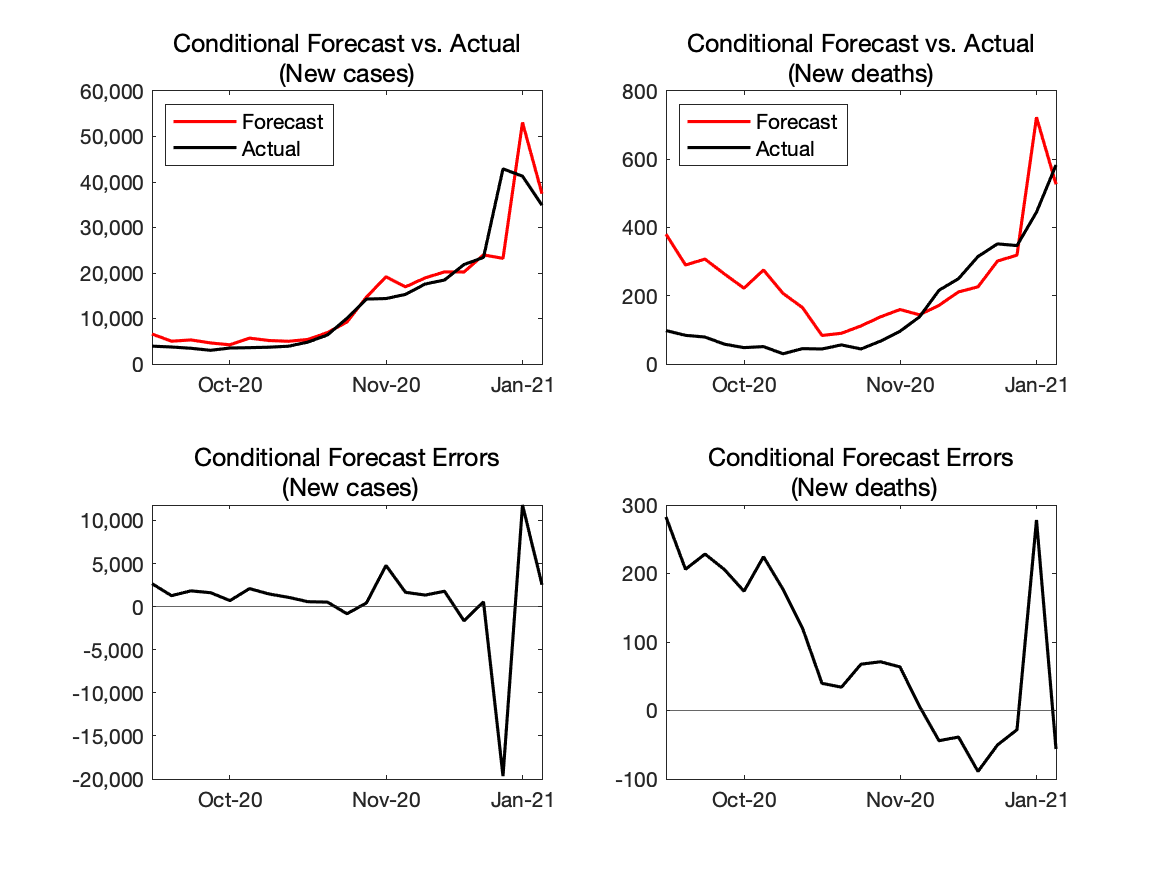 Conditional Forecast vs. Actual
(New cases)
60,000
50,000
40,000
30,000
20,000
10,000
0
Forecast
Actual
Oct-20
Nov-20
Jan-21
Conditional Forecast vs. Actual
(New deaths)
800
600
400
200
0
Forecast
Actual
Oct-20
Nov-20
Jan-21
Conditional Forecast Errors
(New cases)
10,000
5,000
0
-5,000
-10,000
-15,000
-20,000
Oct-20
Nov-20
Jan-21
Conditional Forecast Errors
(New deaths)
300
200
100
0
-100
Oct-20
Nov-20
Jan-21